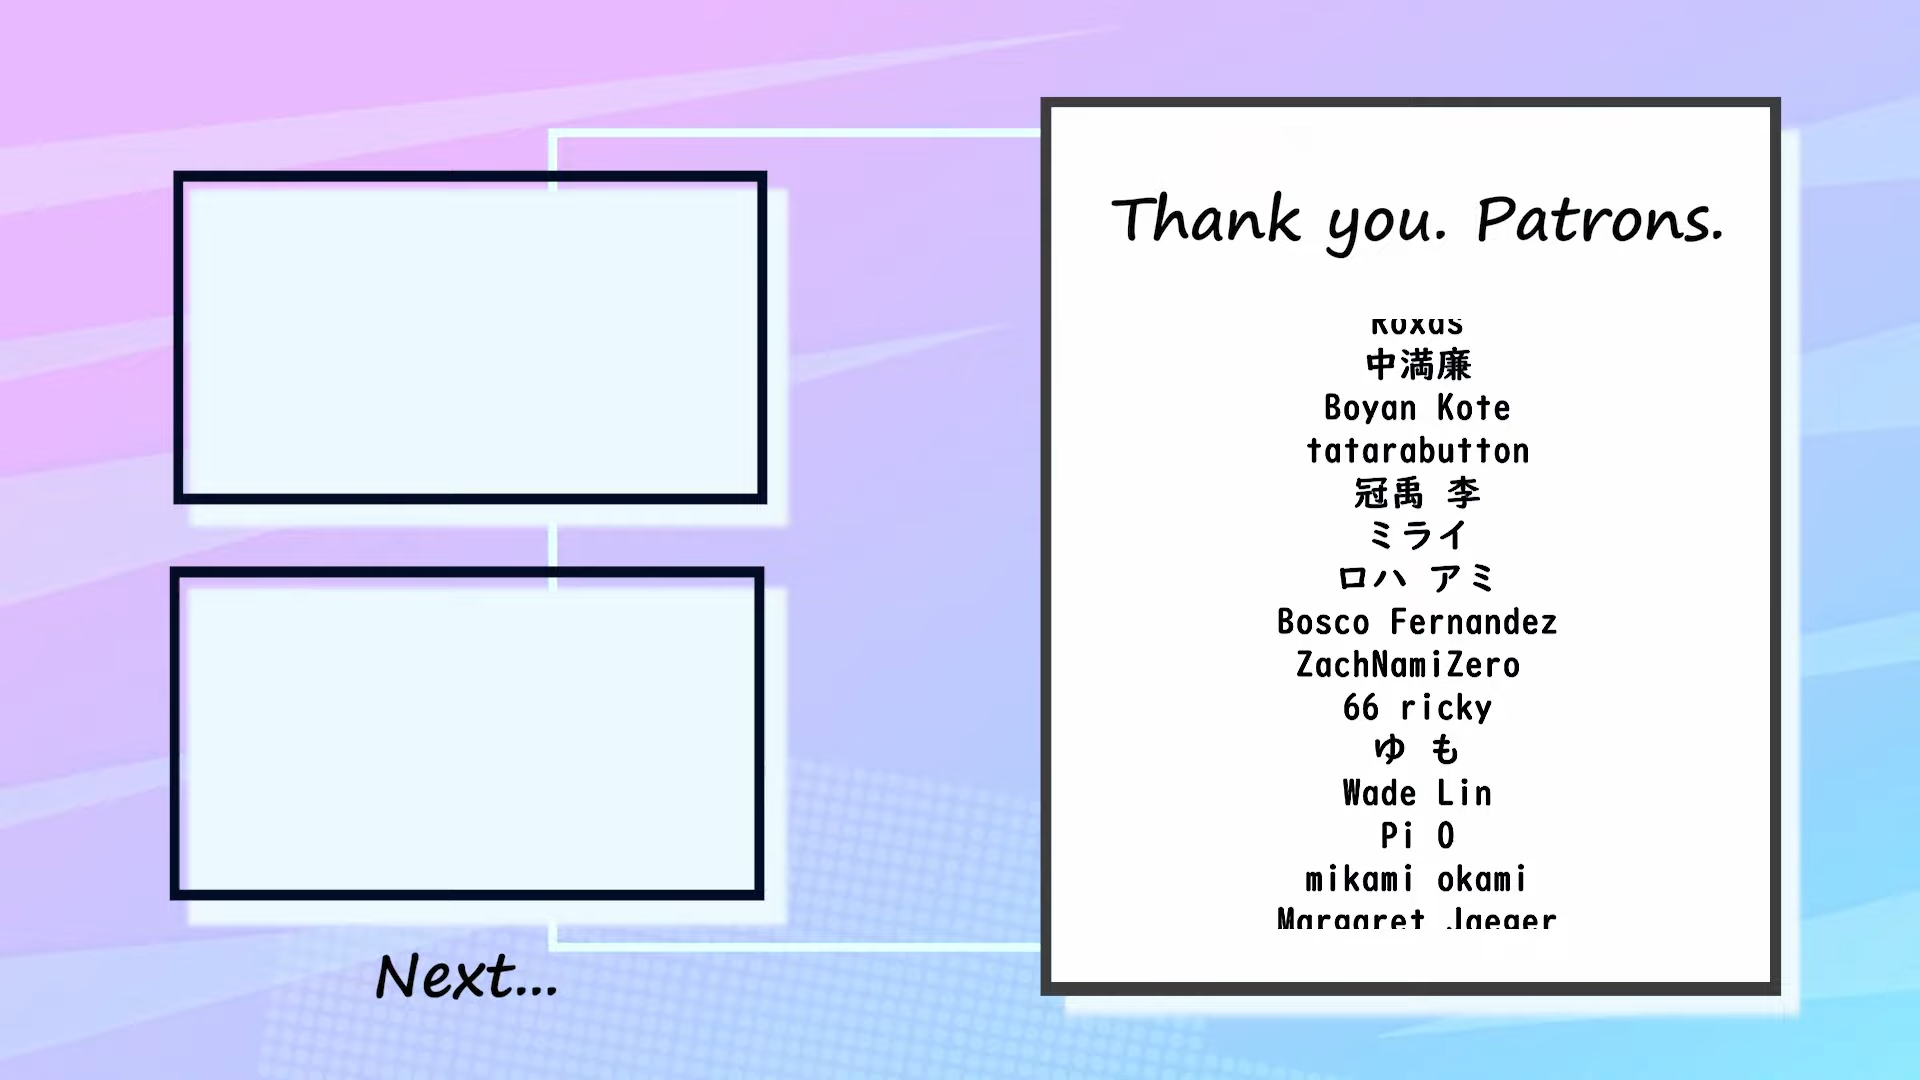 Thank you. Patrons.
Roxas
中満廉
Boyan Kote
tatarabutton
冠禹 李
ミライ
ロハ アミ
Bosco Fernandez
ZachNamiZero
66 ricky
ゆ も
Wade Lin
Pi O
mikami okami
Margaret Jaeger
Next...